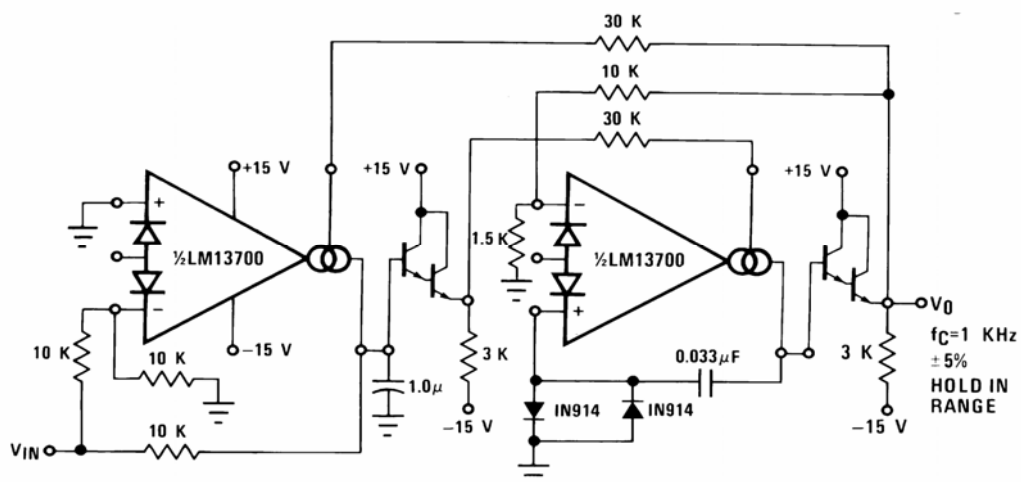 30 K
10 K
30 K
+15 V
+15 V
+15 V
+
½LM13700
−
−15 V
10 K
10 K
1.0μ
3 K
−15 V
VIN
10 K
1.5 K
−
½LM13700
+
0.033μF
IN914
IN914
VO
3 K
−15 V
fC=1 KHz
±5%
HOLD IN
RANGE